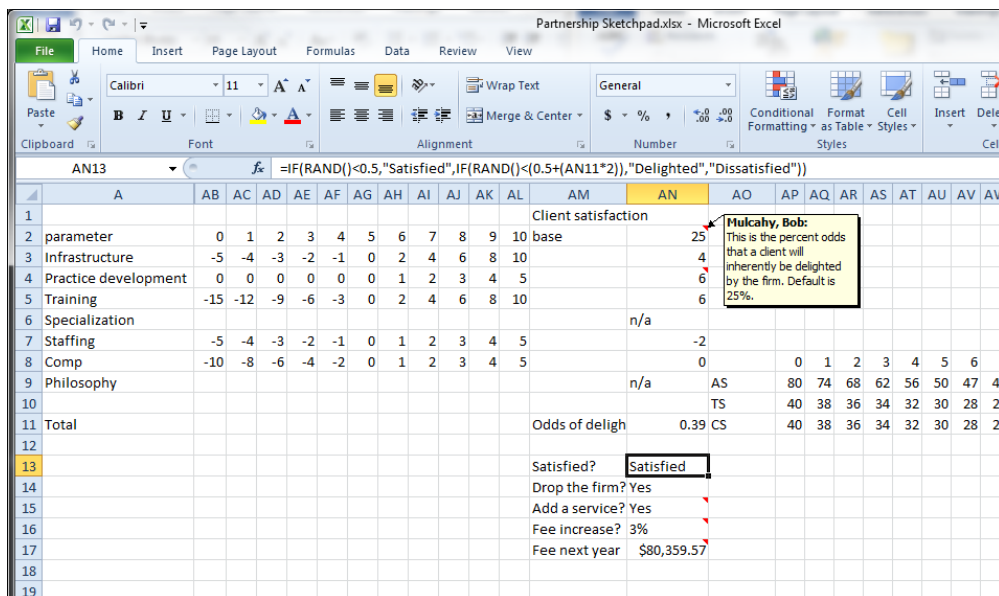 Partnership Sketchpad.xlsx - Microsoft Excel
File Home Insert Page Layout Formulas Data Review View
Calibri 11 A A Wrap Text General
Paste B I U A Merge & Center $ % , .0 .00 .00 .0 Conditional Formatting Format as Table Cell Styles Insert Dele
Clipboard Font Alignment Number Styles Cel
AN13 fx =IF(RAND()<0.5,"Satisfied",IF(RAND()<(0.5+(AN11*2)),"Delighted","Dissatisfied"))
A AB AC AD AE AF AG AH AI AJ AK AL AM AN AO AP AQ AR AS AT AU AV AW
1 Client satisfaction
2 parameter 0 1 2 3 4 5 6 7 8 9 10 base 25
Mulcahy, Bob:
This is the percent odds
that a client will
inherently be delighted
by the firm. Default is
25%.
3 Infrastructure -5 -4 -3 -2 -1 0 2 4 6 8 10 4
4 Practice development 0 0 0 0 0 0 1 2 3 4 5 6
5 Training -15 -12 -9 -6 -3 0 2 4 6 8 10 6
6 Specialization n/a
7 Staffing -5 -4 -3 -2 -1 0 1 2 3 4 5 -2
8 Comp -10 -8 -6 -4 -2 0 1 2 3 4 5 0 0 1 2 3 4 5 6
9 Philosophy n/a AS 80 74 68 62 56 50 47 4
10 TS 40 38 36 34 32 30 28 2
11 Total Odds of deligh 0.39 CS 40 38 36 34 32 30 28 2
12
13 Satisfied? Satisfied
14 Drop the firm? Yes
15 Add a service? Yes
16 Fee increase? 3%
17 Fee next year $80,359.57
18
19